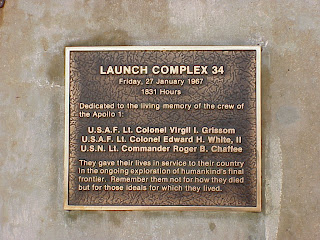 LAUNCH COMPLEX 34
Friday, 27 January 1967
1831 Hours
Dedicated to the living memory of the crew of
the Apollo 1:
U.S.A.F. Lt. Colonel Virgil I. Grissom
U.S.A.F. Lt. Colonel Edward H. White, II
U.S.N. Lt. Commander Roger B. Chaffee
They gave their lives in service to their country
in the ongoing exploration of humankind's final
frontier. Remember them not for how they died
but for those ideals for which they lived.